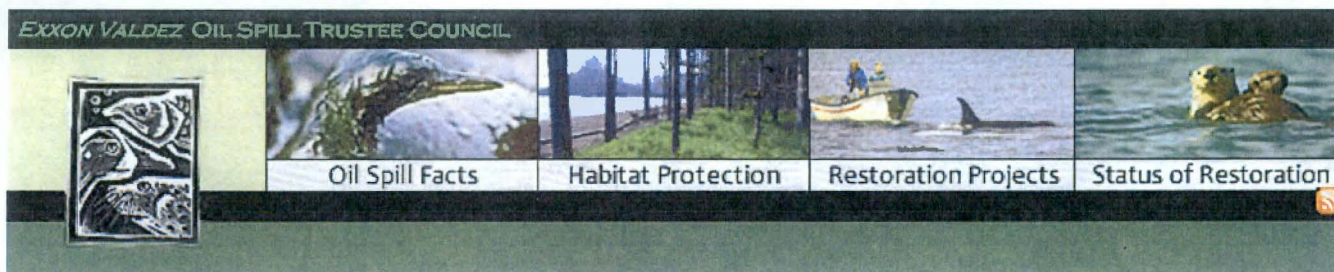 EXXON VALDEZ OIL SPILL TRUSTEE COUNCIL
Oil Spill Facts
Habitat Protection
Restoration Projects
Status of Restoration